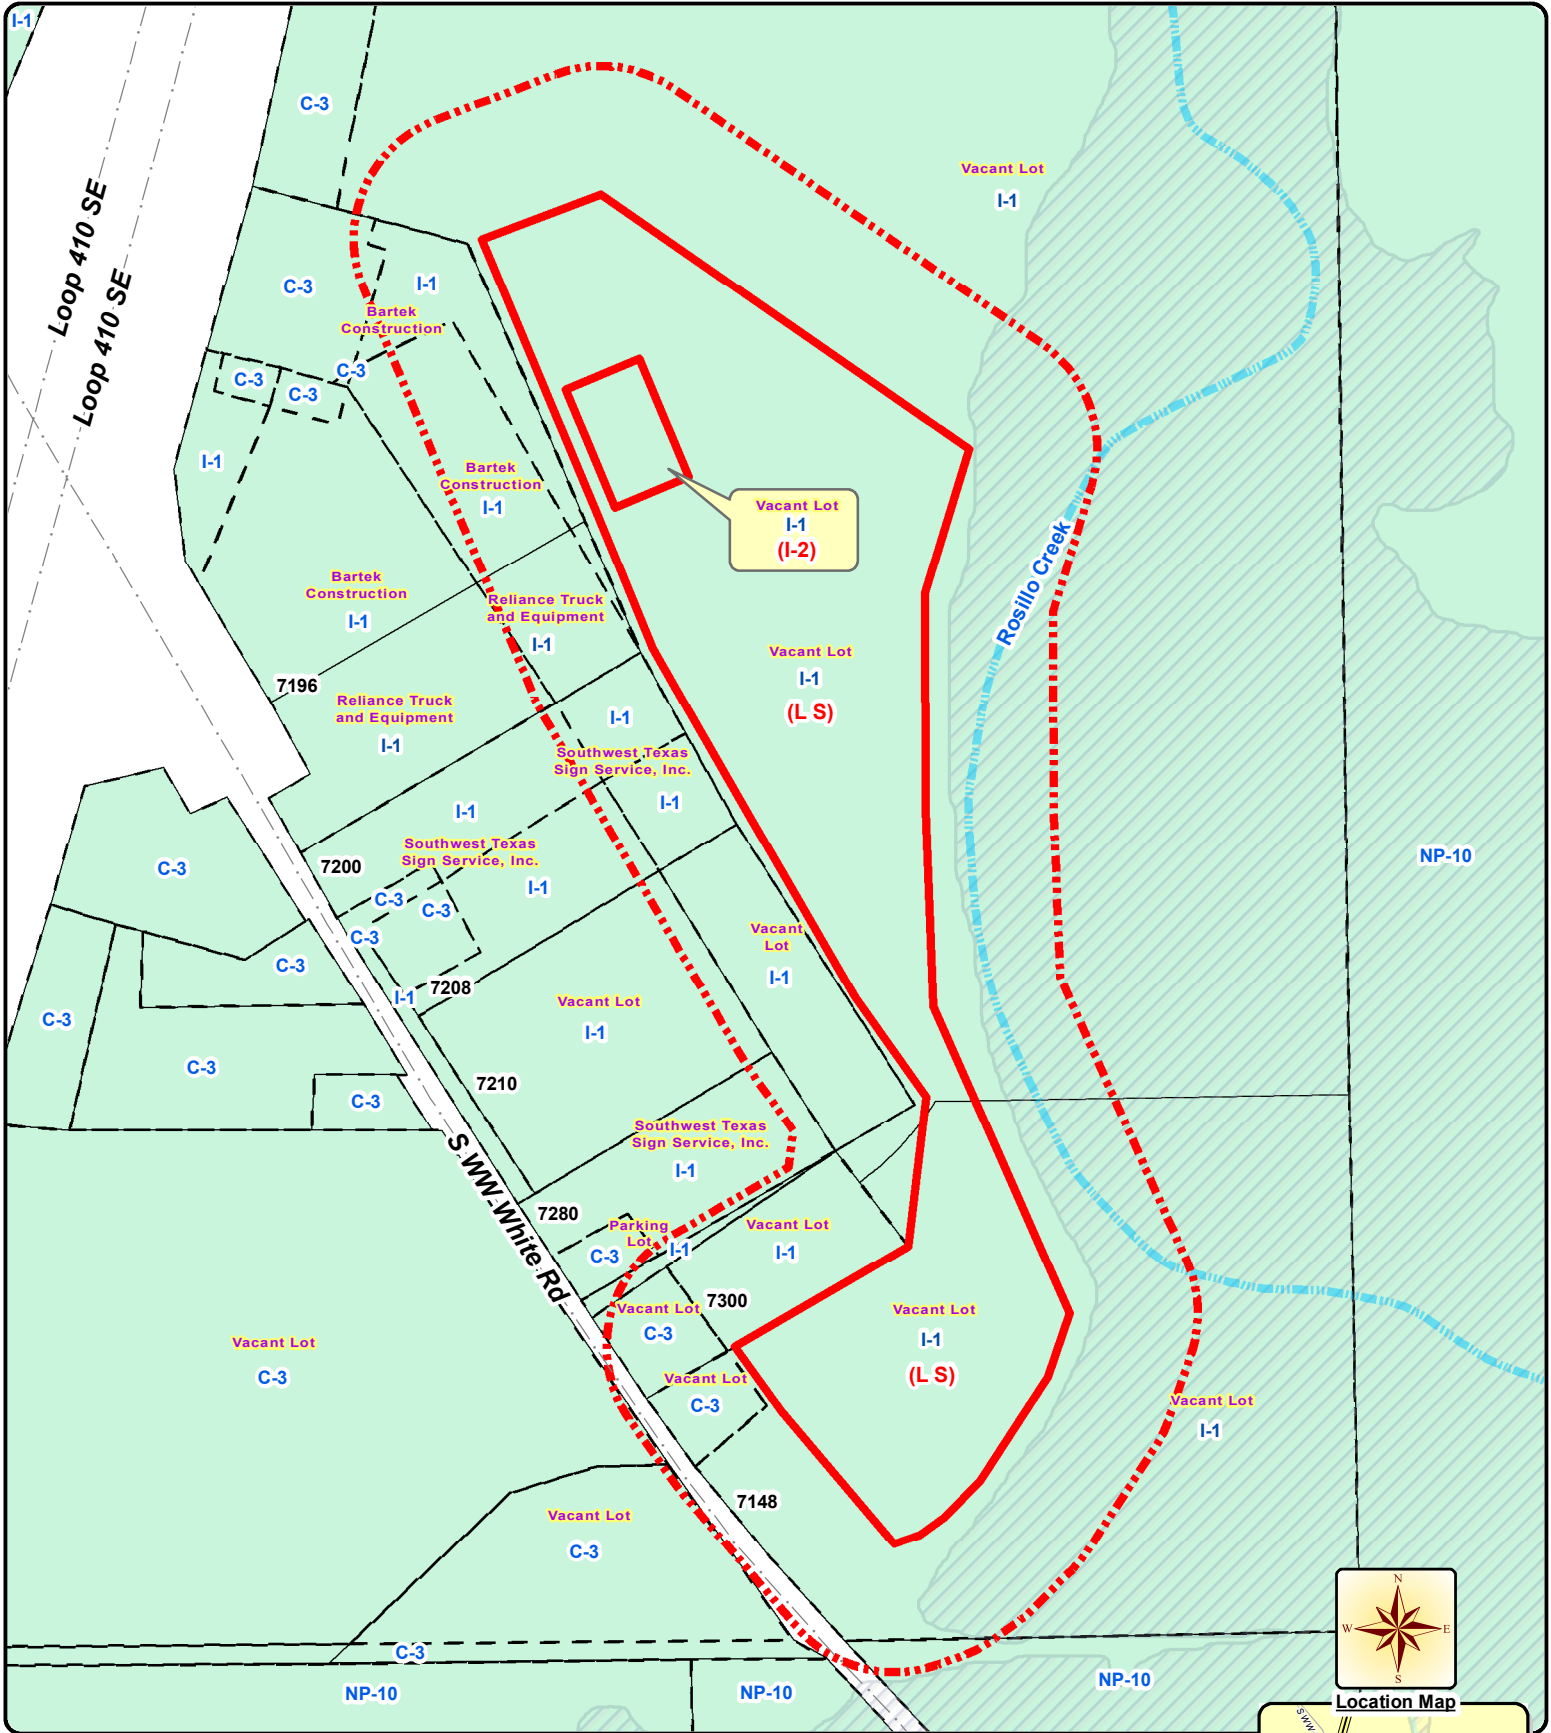 I-1
C-3
Loop 410 SE
Loop 410 SE
Vacant Lot
I-1
C-3
I-1
Bartek
Construction
C-3
C-3
C-3
I-1
Bartek
Construction
I-1
Vacant Lot
I-1
(I-2)
Rosillo Creek
Bartek
Construction
I-1
Reliance Truck
and Equipment
I-1
Vacant Lot
I-1
(L S)
7196
Reliance Truck
and Equipment
I-1
I-1
Southwest Texas
Sign Service, Inc.
I-1
I-1
Southwest Texas
Sign Service, Inc.
I-1
7200
C-3
NP-10
C-3
C-3
C-3
C-3
Vacant
Lot
I-1
7208
I-1
Vacant Lot
I-1
C-3
C-3
C-3
7210
Southwest Texas
Sign Service, Inc.
I-1
S WW White Rd
7280
Parking
Lot
C-3
I-1
Vacant Lot
I-1
7300
Vacant Lot
C-3
Vacant Lot
I-1
(L S)
Vacant Lot
C-3
Vacant Lot
C-3
Vacant Lot
I-1
7148
Vacant Lot
C-3
C-3
NP-10
NP-10
NP-10
N
W
E
S
Location Map
SWW